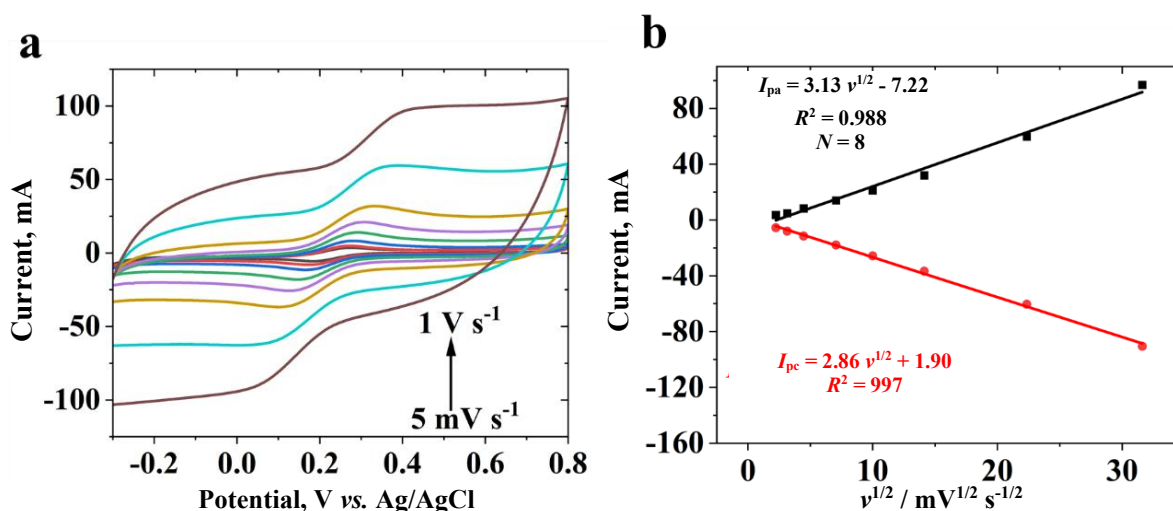 a
Current, mA
100
50
0
-50
-100
1 V s-1
5 mV s-1
-0.2
0.0
0.2
0.4
0.6
0.8
Potential, V vs. Ag/AgCl
b
Current, mA
80
40
0
-40
-80
-120
-160
Ipa = 3.13 v1/2 - 7.22
R2 = 0.988
N = 8
Ipc = 2.86 v1/2 + 1.90
R2 = 997
0
10
20
30
v1/2 / mV1/2 s-1/2